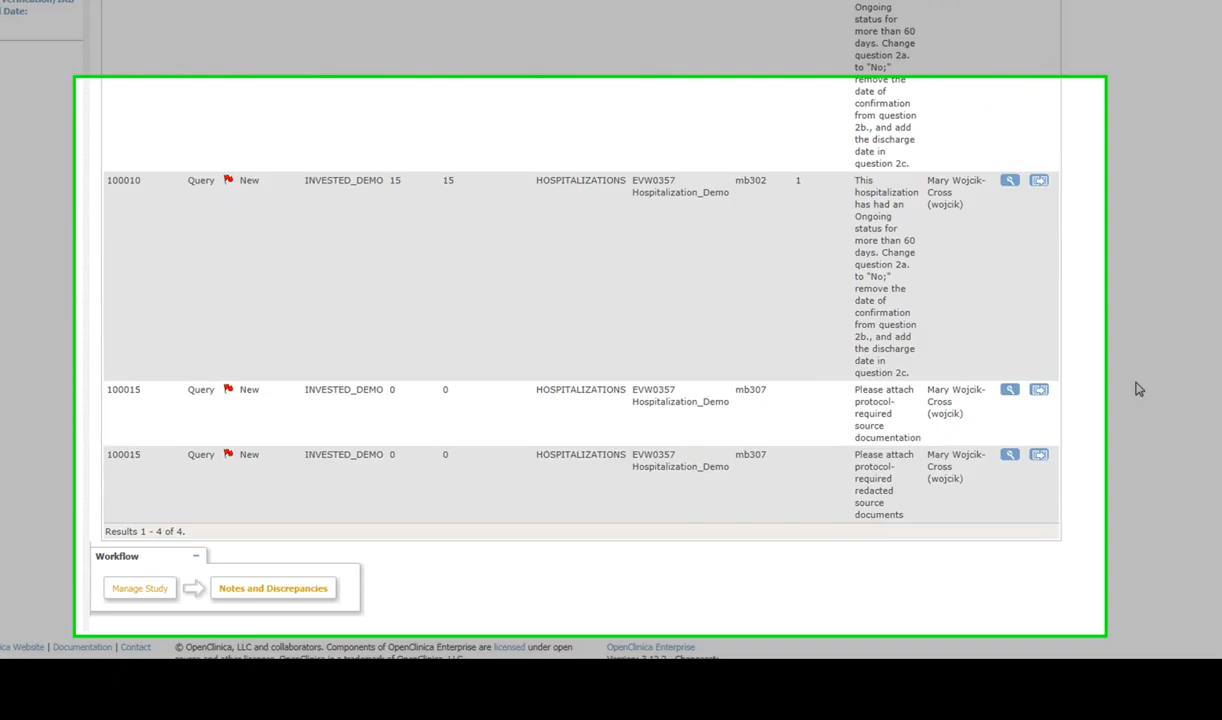 Date:
Ongoing
status for
more than 60
days. Change
question 2a.
to "No;"
remove the
date of
confirmation
from question
2b., and add
the discharge
date in
question 2c.
100010 Query New INVESTED_DEMO 15 15 HOSPITALIZATIONS EVW0357 mb302 1 This Mary Wojcik-
Hospitalization_Demo hospitalization Cross
has had an (wojcik)
Ongoing
status for
more than 60
days. Change
question 2a.
to "No;"
remove the
date of
confirmation
from question
2b., and add
the discharge
date in
question 2c.
100015 Query New INVESTED_DEMO 0 0 HOSPITALIZATIONS EVW0357 mb307 Please attach Mary Wojcik-
Hospitalization_Demo protocol- Cross
required (wojcik)
source
documentation
100015 Query New INVESTED_DEMO 0 0 HOSPITALIZATIONS EVW0357 mb307 Please attach Mary Wojcik-
Hospitalization_Demo protocol- Cross
required (wojcik)
redacted
source
documents
Results 1 - 4 of 4.
Workflow
Manage Study Notes and Discrepancies
ica Website | Documentation | Contact © OpenClinica, LLC and collaborators. Components of OpenClinica Enterprise are licensed under open OpenClinica Enterprise